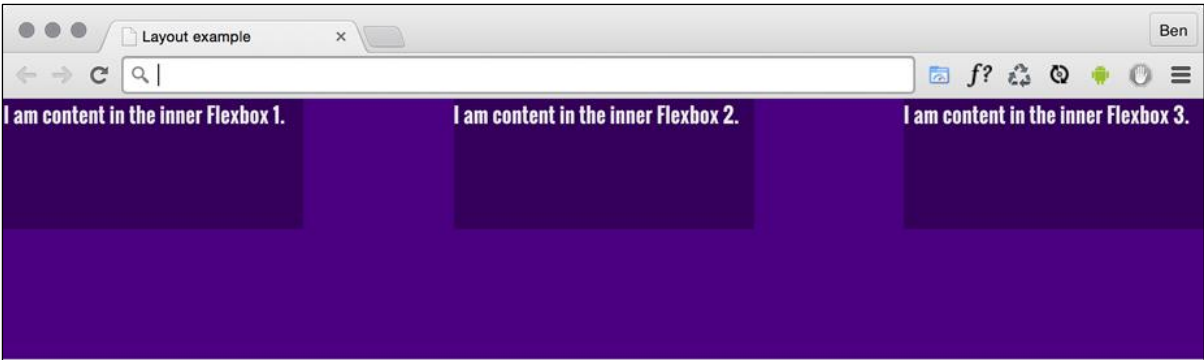 Layout example
Ben
f?
I am content in the inner Flexbox 1.
I am content in the inner Flexbox 2.
I am content in the inner Flexbox 3.